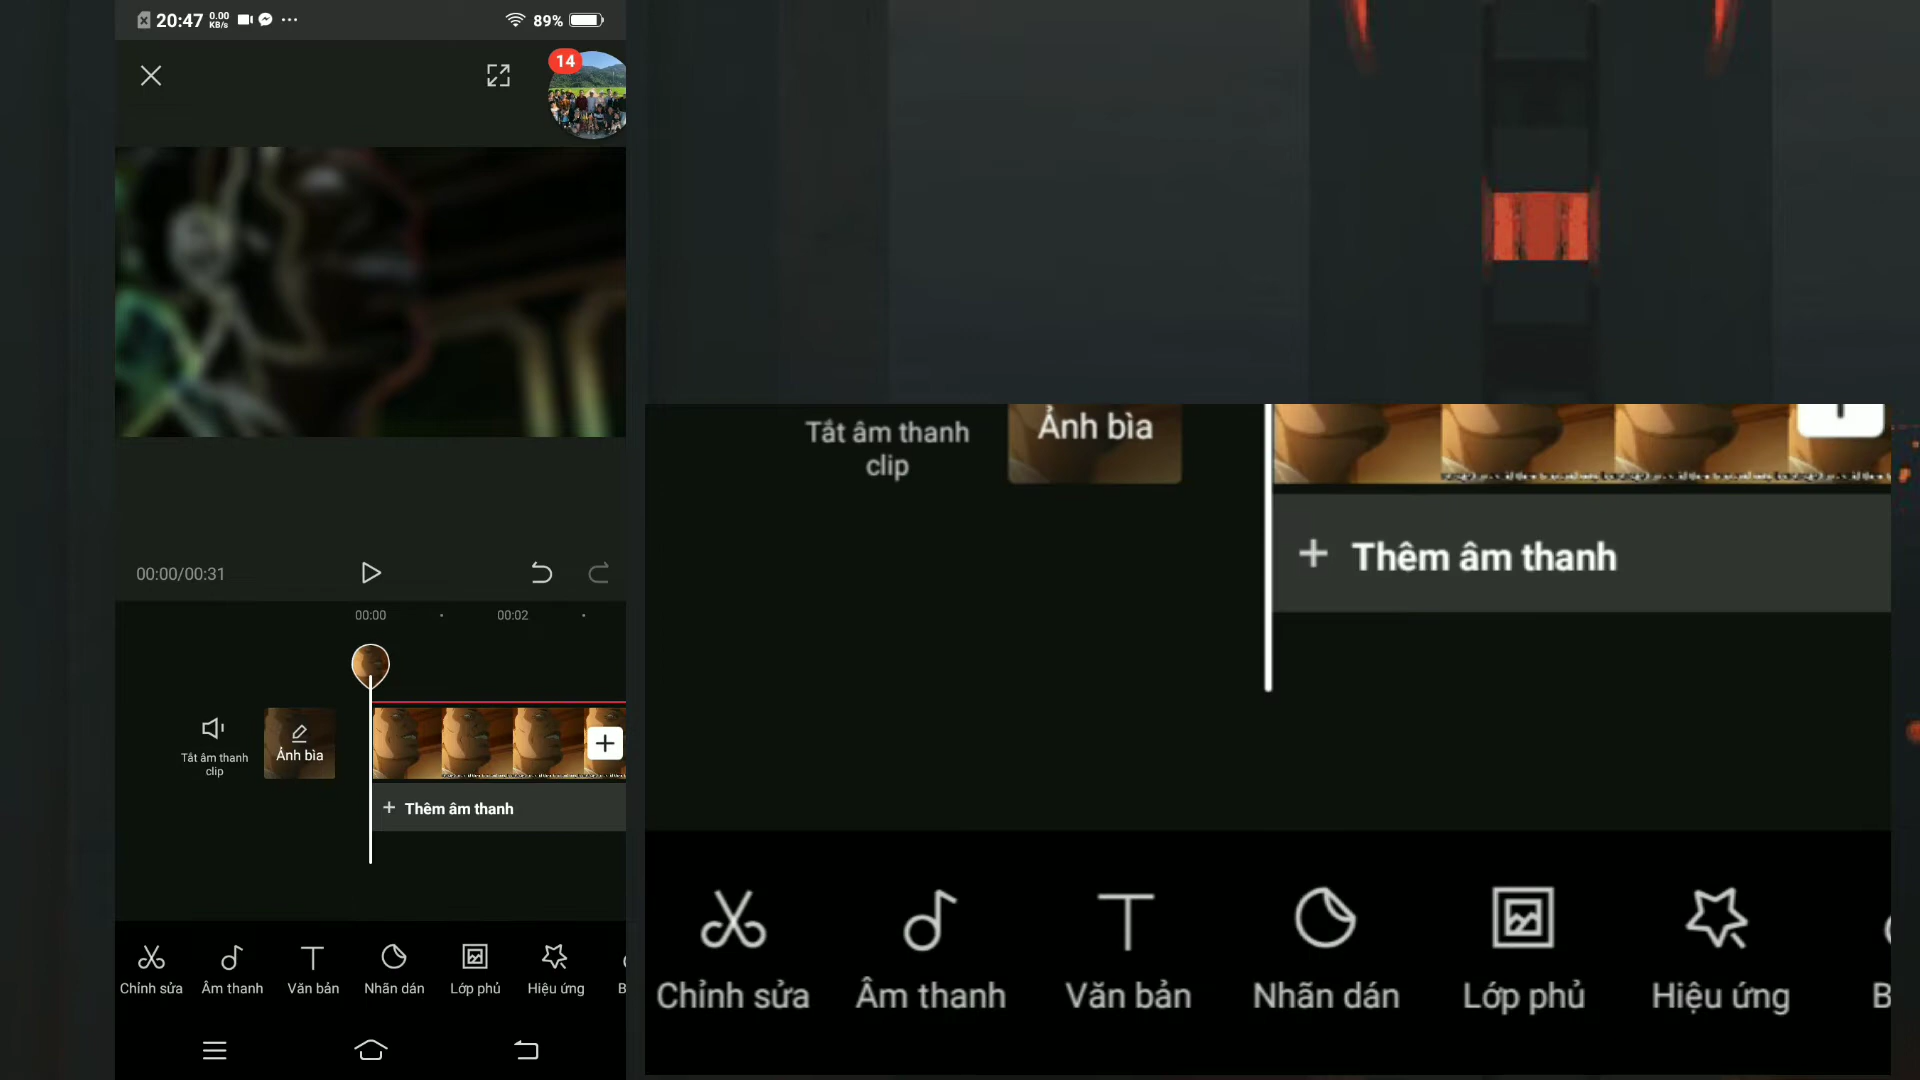 20:47 0.00 KB/s ... 89%
14
00:00/00:31
00:00 00:02
Tắt âm thanh
clip
Ảnh bìa
+ Thêm âm thanh
Chỉnh sửa Âm thanh Văn bản Nhãn dán Lớp phủ Hiệu ứng B
Tắt âm thanh
clip
Ảnh bìa
+ Thêm âm thanh
Chỉnh sửa Âm thanh Văn bản Nhãn dán Lớp phủ Hiệu ứng B